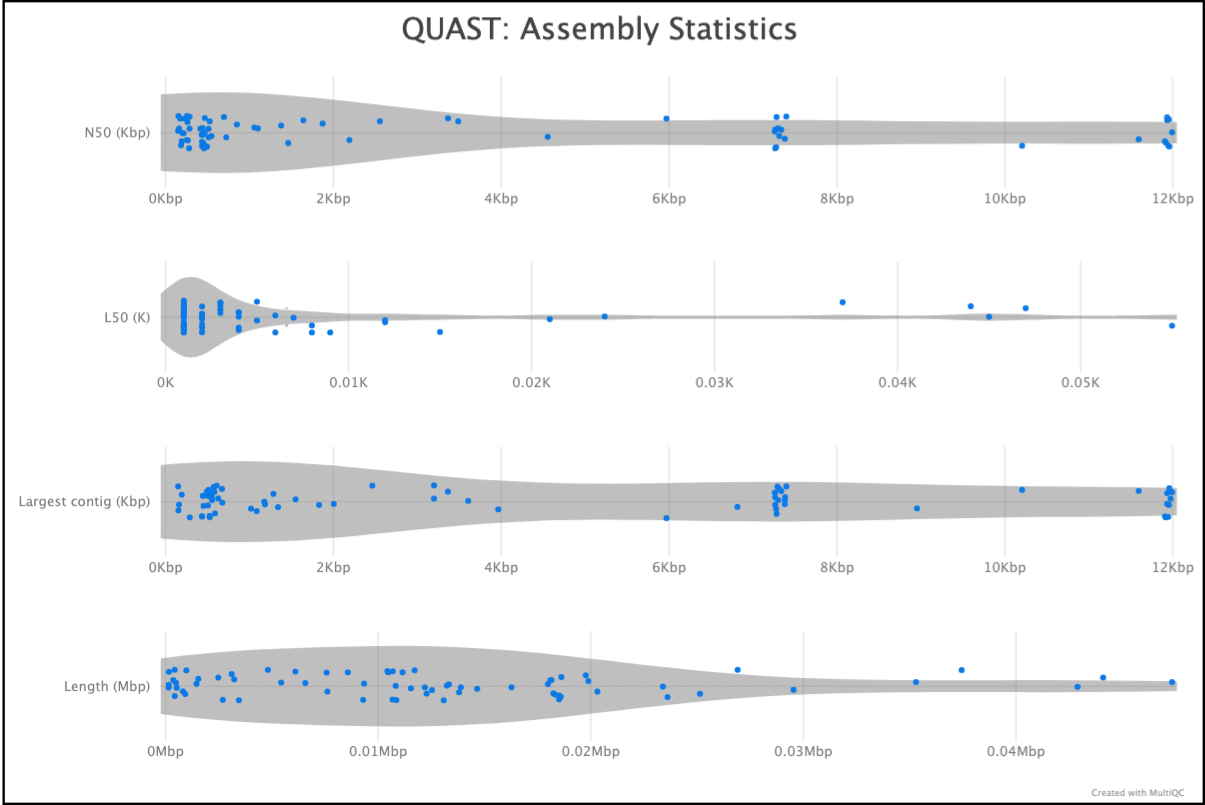 QUAST: Assembly Statistics
N50 (Kbp)
0Kbp 2Kbp 4Kbp 6Kbp 8Kbp 10Kbp 12Kbp
L50 (K)
0K 0.01K 0.02K 0.03K 0.04K 0.05K
Largest contig (Kbp)
0Kbp 2Kbp 4Kbp 6Kbp 8Kbp 10Kbp 12Kbp
Length (Mbp)
0Mbp 0.01Mbp 0.02Mbp 0.03Mbp 0.04Mbp
Created with MultiQC